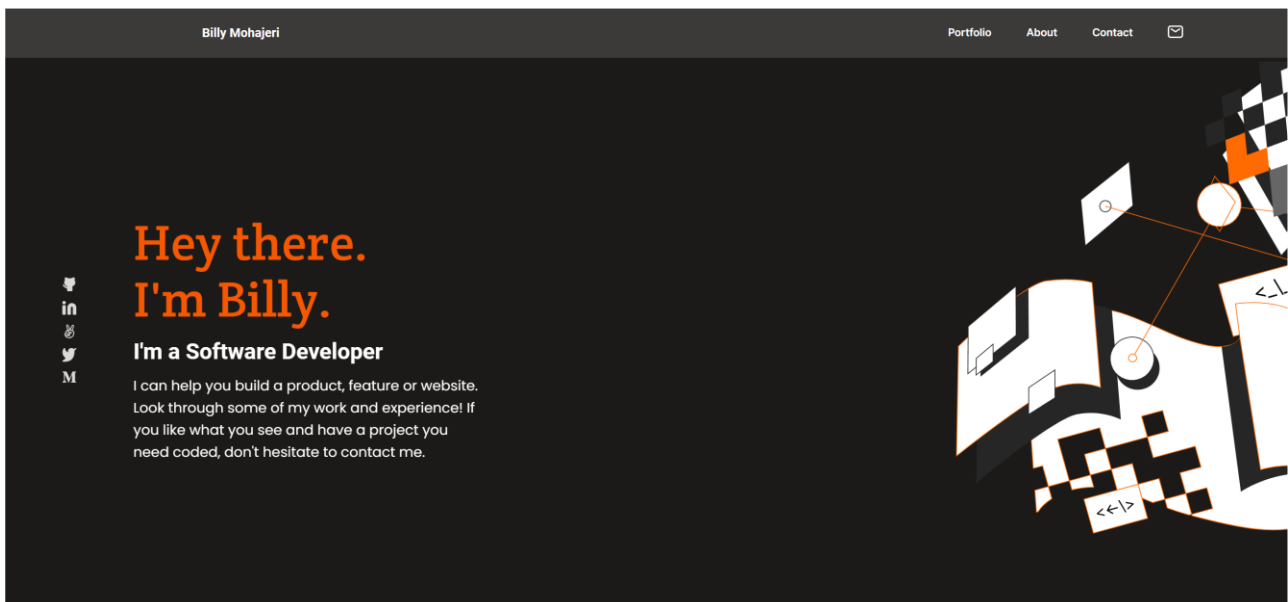 Billy Mohajeri
Portfolio About Contact
Hey there.
I'm Billy.
in
M
I'm a Software Developer
I can help you build a product, feature or website.
Look through some of my work and experience! If
you like what you see and have a project you
need coded, don't hesitate to contact me.
<←|>